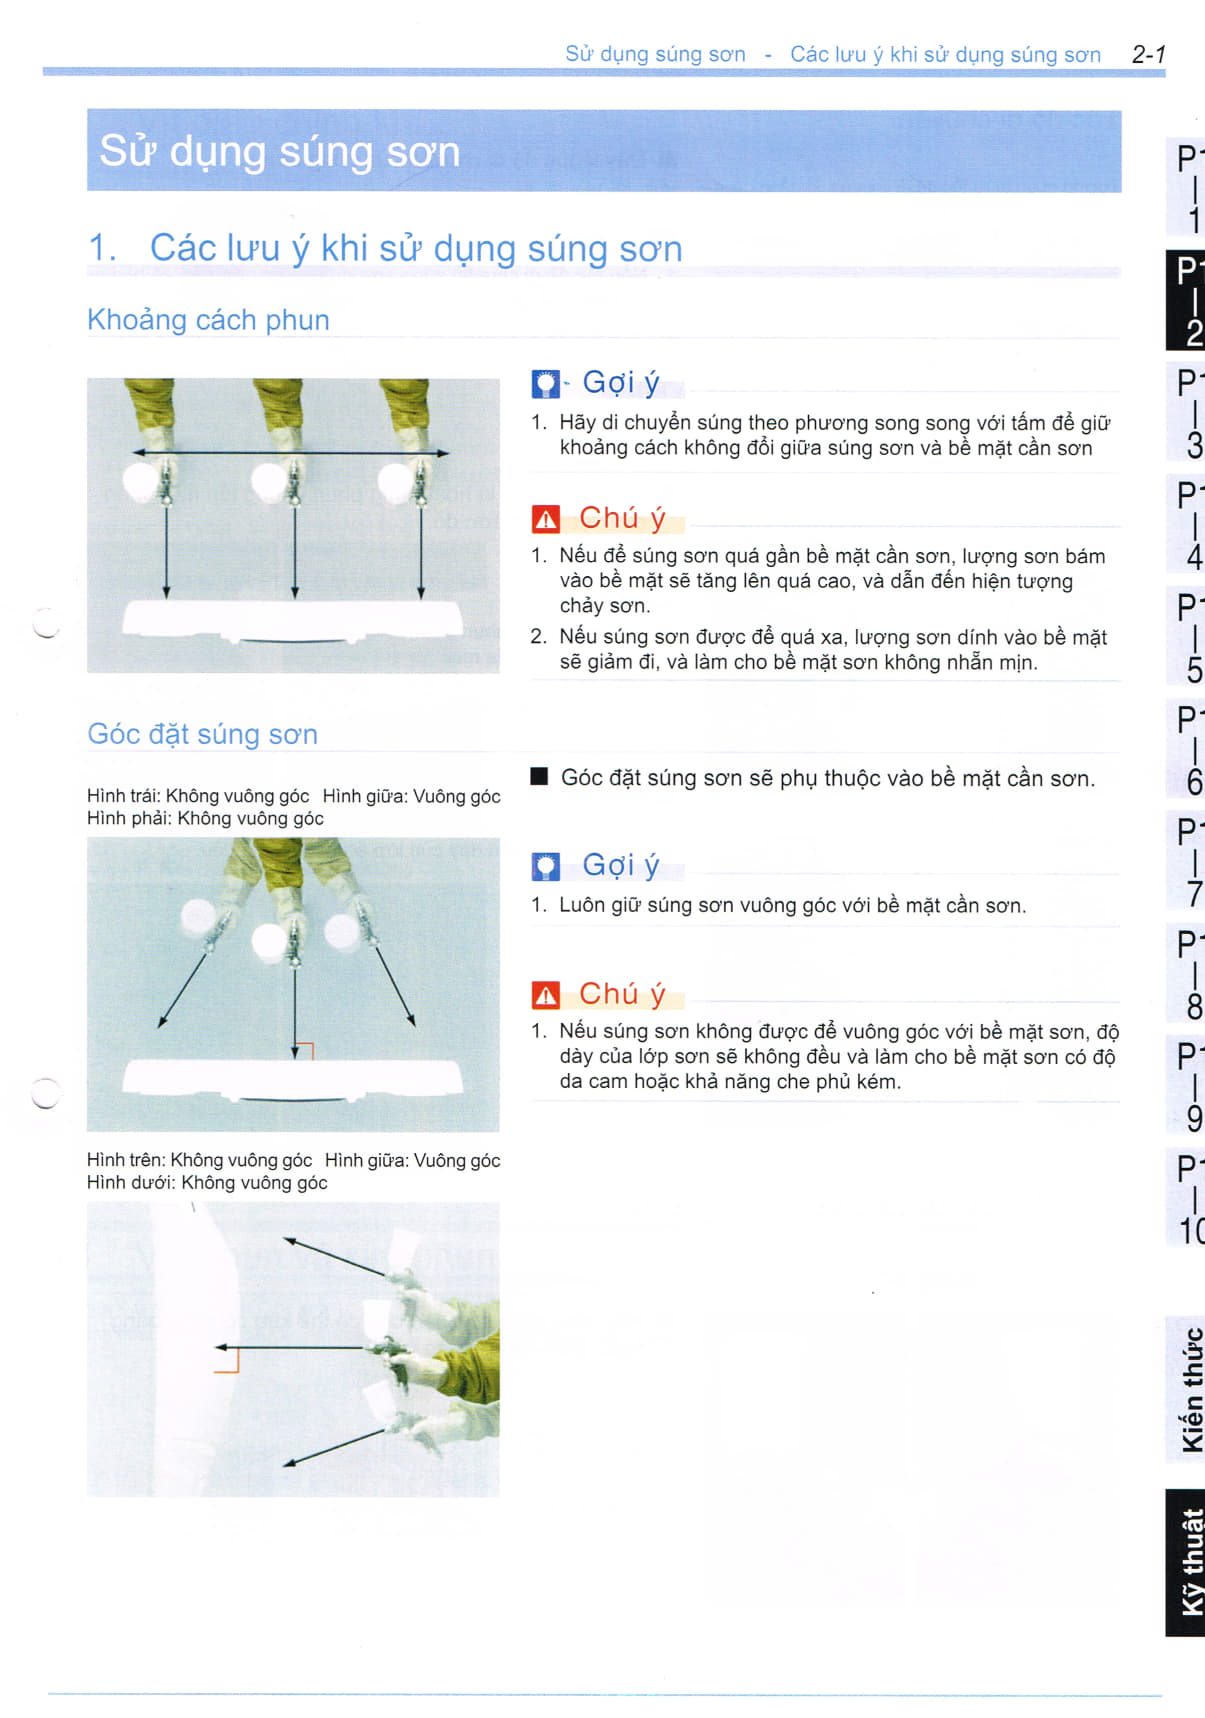 Sử dụng súng sơn - Các lưu ý khi sử dụng súng sơn 2-1
Sử dụng súng sơn
1. Các lưu ý khi sử dụng súng sơn
Khoảng cách phun
Gợi ý
1. Hãy di chuyển súng theo phương song song với tấm để giữ
khoảng cách không đổi giữa súng sơn và bề mặt cần sơn
Chú ý
1. Nếu để súng sơn quá gần bề mặt cần sơn, lượng sơn bám
vào bề mặt sẽ tăng lên quá cao, và dẫn đến hiện tượng
chảy sơn.
2. Nếu súng sơn được để quá xa, lượng sơn dính vào bề mặt
sẽ giảm đi, và làm cho bề mặt sơn không nhẵn mịn.
Góc đặt súng sơn
Hình trái: Không vuông góc Hình giữa: Vuông góc
Hình phải: Không vuông góc
■ Góc đặt súng sơn sẽ phụ thuộc vào bề mặt cần sơn.
Gợi ý
1. Luôn giữ súng sơn vuông góc với bề mặt cần sơn.
Chú ý
1. Nếu súng sơn không được để vuông góc với bề mặt sơn, độ
dày của lớp sơn sẽ không đều và làm cho bề mặt sơn có độ
da cam hoặc khả năng che phủ kém.
Hình trên: Không vuông góc Hình giữa: Vuông góc
Hình dưới: Không vuông góc
P1
1
P1
2
P1
3
P1
4
P1
5
P1
6
P1
7
P1
8
P1
9
P1
10
Kiến thức
Kỹ thuật